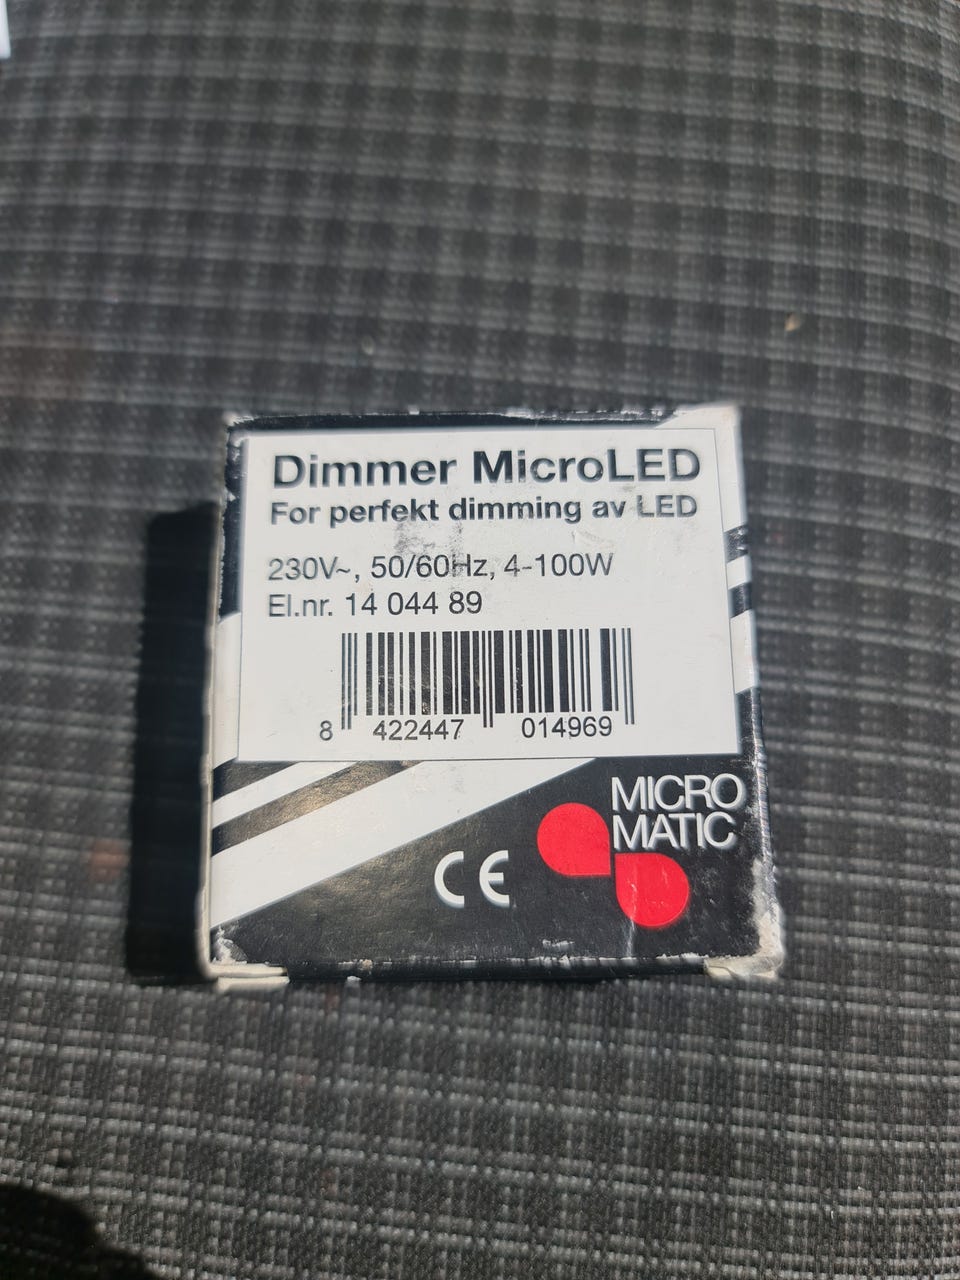 Dimmer MicroLED
For perfekt dimming av LED
230V~, 50/60Hz, 4-100W
El.nr. 14 044 89
8 422447 014969
MICRO
MATIC
CE